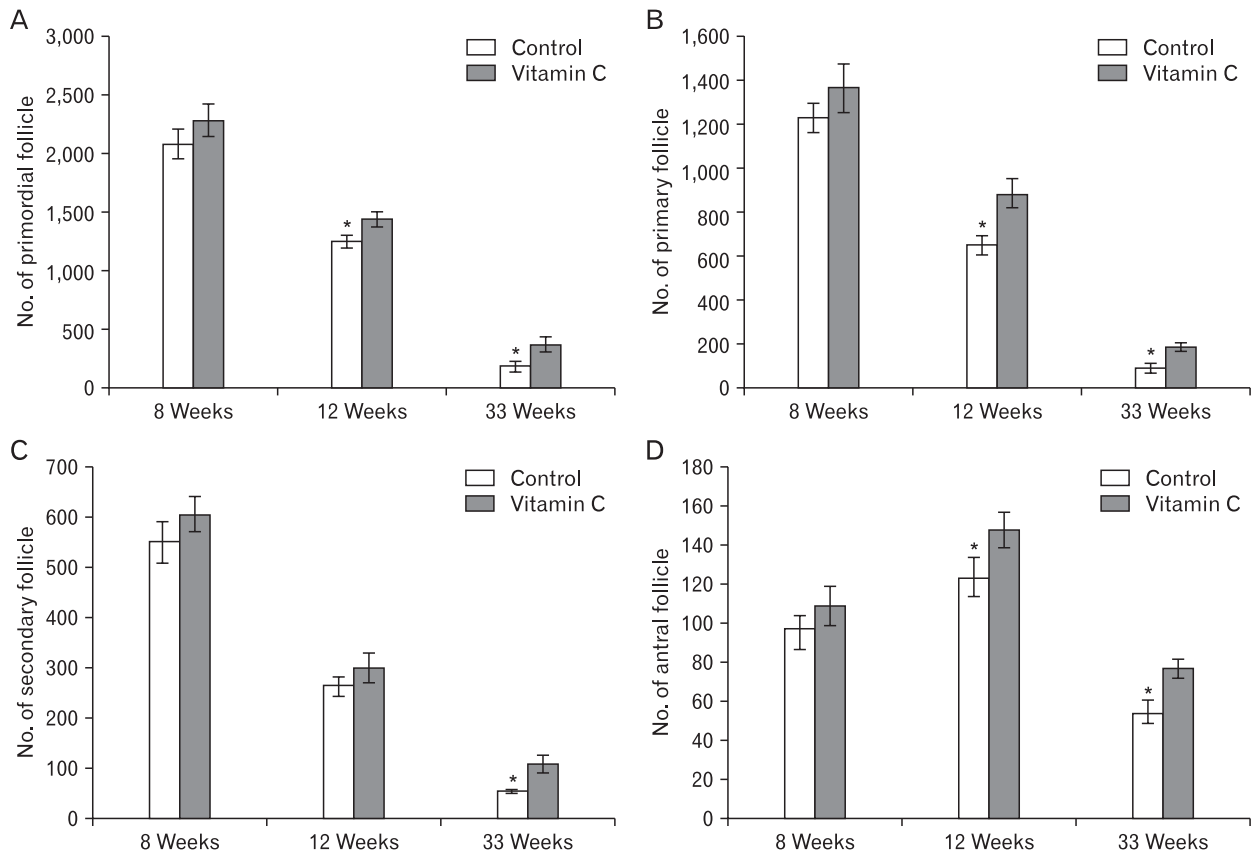 A
3,000
2,500
2,000
1,500
1,000
500
0
No. of primordial follicle
Control
Vitamin C
*
*
8 Weeks
12 Weeks
33 Weeks
B
1,600
1,400
1,200
1,000
800
600
400
200
0
No. of primary follicle
Control
Vitamin C
*
*
8 Weeks
12 Weeks
33 Weeks
C
700
600
500
400
300
200
100
0
No. of secondary follicle
Control
Vitamin C
*
8 Weeks
12 Weeks
33 Weeks
D
180
160
140
120
100
80
60
40
20
0
No. of antral follicle
Control
Vitamin C
*
*
8 Weeks
12 Weeks
33 Weeks